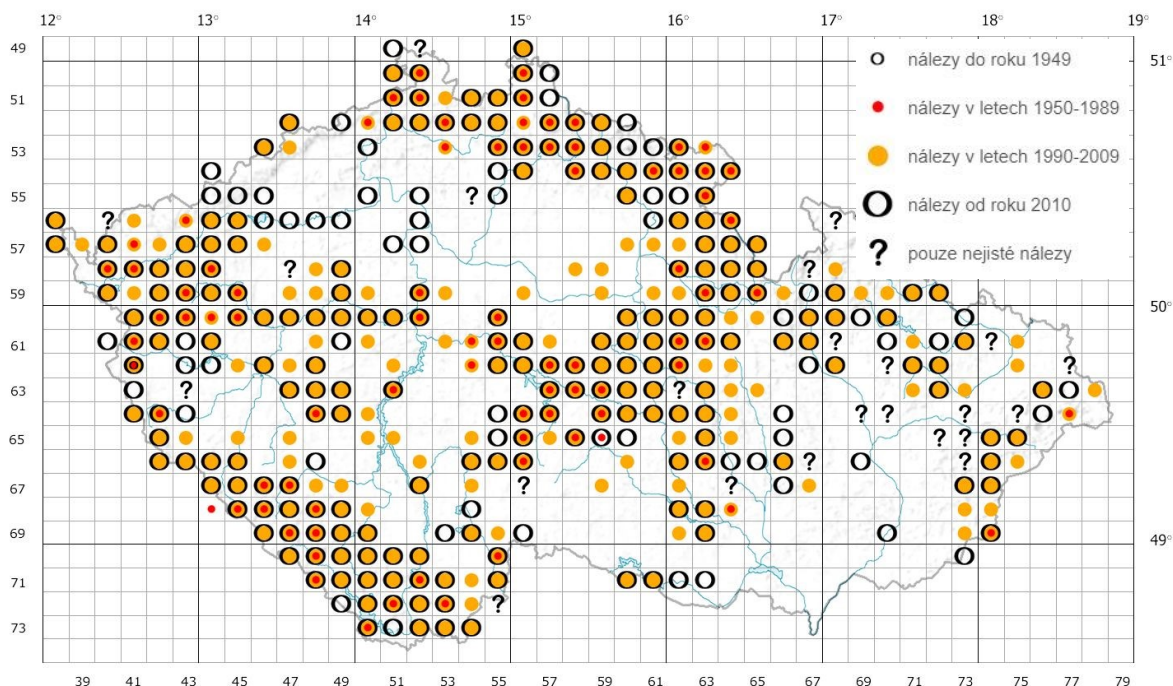 12° 13° 14° 15° 16° 17° 18° 19°
49
51°
nálezy do roku 1949
51
nálezy v letech 1950-1989
53
nálezy v letech 1990-2009
55
nálezy od roku 2010
57
? pouze nejisté nálezy
59
50°
61
63
65
67
69
49°
71
73
39 41 43 45 47 49 51 53 55 57 59 61 63 65 67 69 71 73 75 77 79